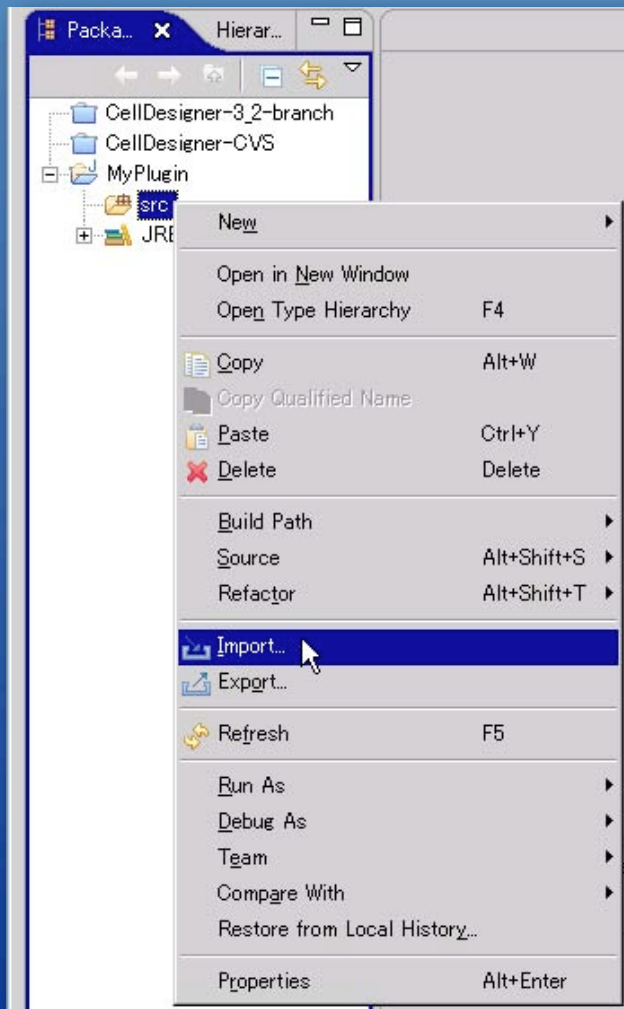 Packa... Hierar...
CellDesigner-3_2-branch
CellDesigner-CVS
MyPlugin
src
JRE
New
Open in New Window
Open Type Hierarchy F4
Copy Alt+W
Copy Qualified Name
Paste Ctrl+Y
Delete Delete
Build Path
Source Alt+Shift+S
Refactor Alt+Shift+T
Import...
Export...
Refresh F5
Run As
Debug As
Team
Compare With
Restore from Local History...
Properties Alt+Enter